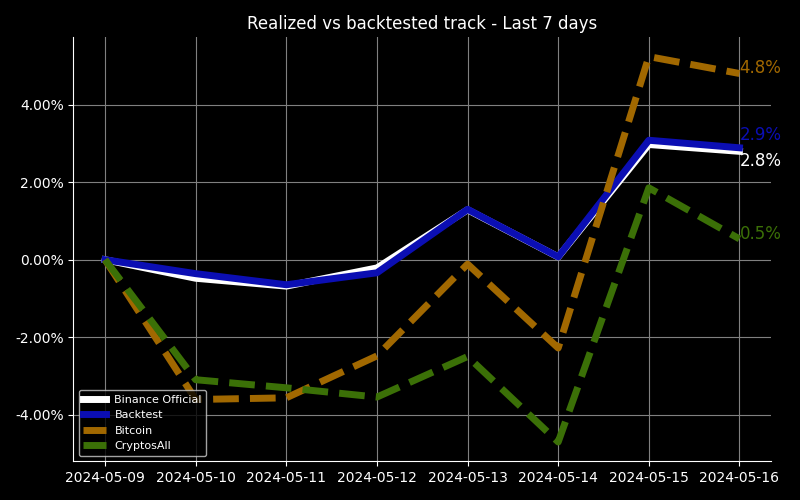 Realized vs backtested track - Last 7 days
4.00%
2.00%
0.00%
-2.00%
-4.00%
4.8%
2.9%
2.8%
0.5%
Binance Official
Backtest
Bitcoin
CryptosAll
2024-05-09 2024-05-10 2024-05-11 2024-05-12 2024-05-13 2024-05-14 2024-05-15 2024-05-16